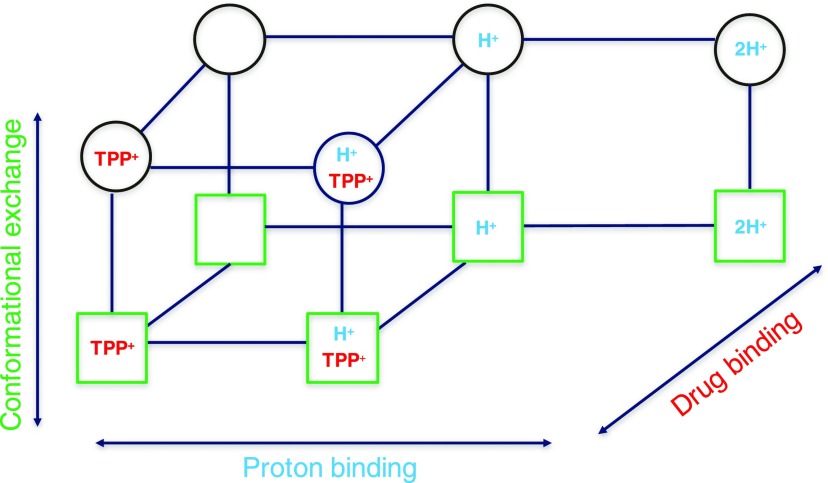 H⁺
2H⁺
TPP⁺
H⁺
TPP⁺
H⁺
2H⁺
TPP⁺
H⁺
TPP⁺
Conformational exchange
Drug binding
Proton binding